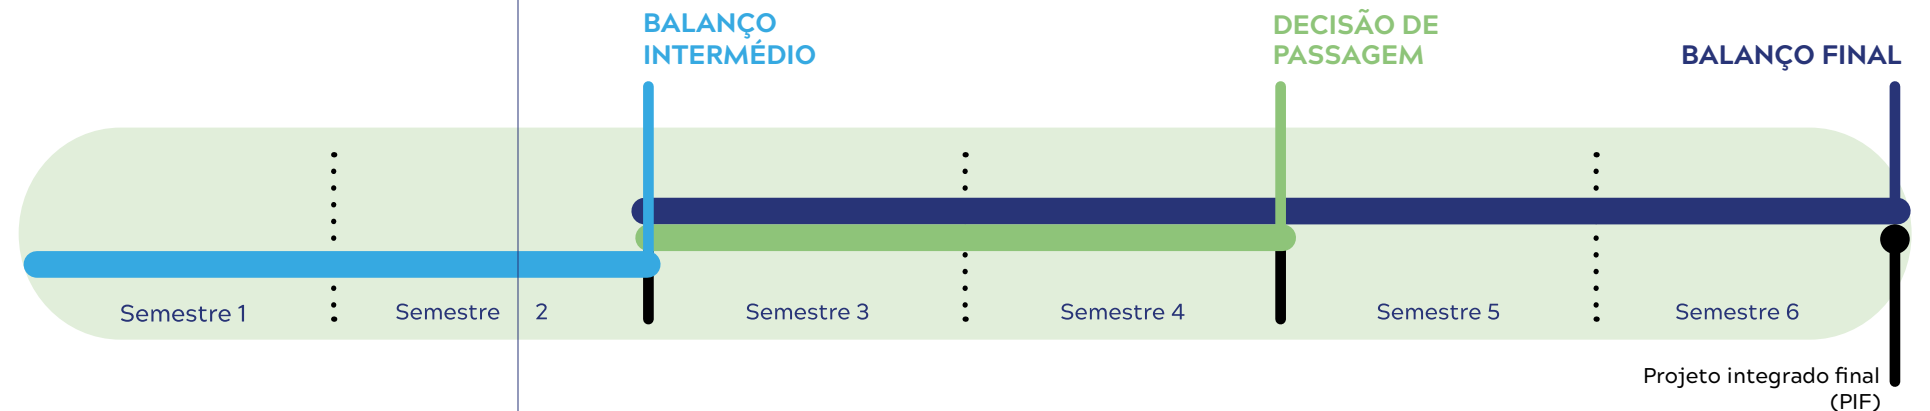 BALANÇO
INTERMÉDIO
DECISÃO DE
PASSAGEM
BALANÇO FINAL
Semestre 1
Semestre 2
Semestre 3
Semestre 4
Semestre 5
Semestre 6
Projeto integrado final
(PIF)